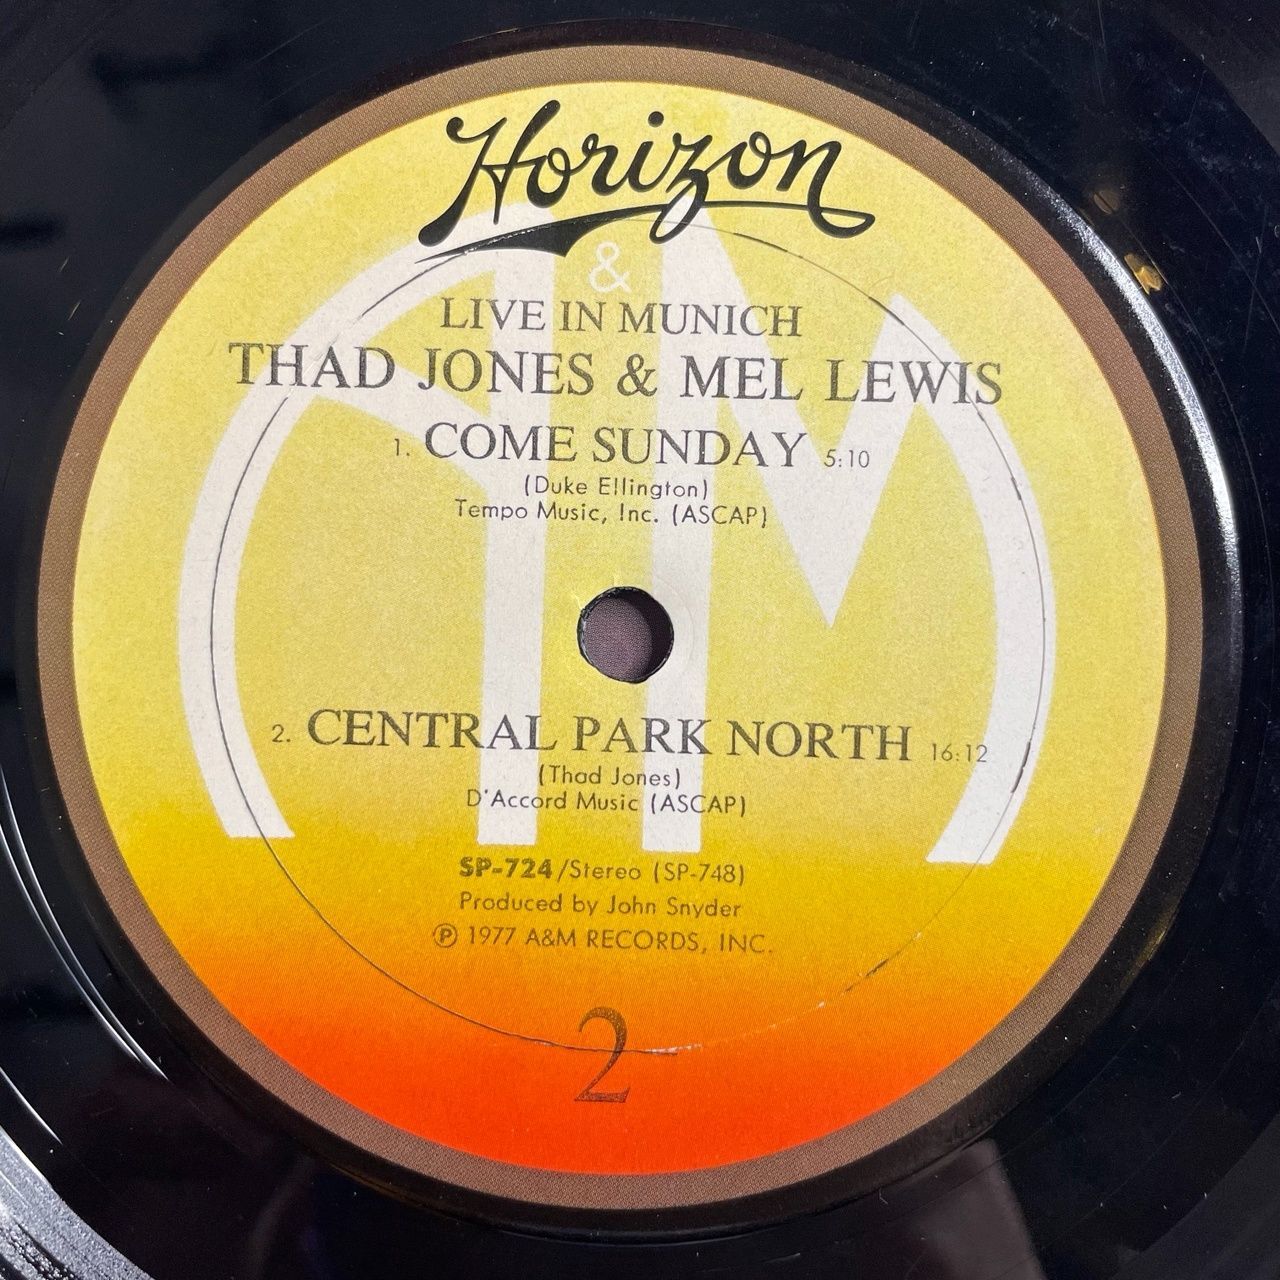 Horizon
&
LIVE IN MUNICH
THAD JONES & MEL LEWIS
1. COME SUNDAY 5:10
(Duke Ellington)
Tempo Music, Inc. (ASCAP)
2. CENTRAL PARK NORTH 16:12
(Thad Jones)
D'Accord Music (ASCAP)
SP-724/Stereo (SP-748)
Produced by John Snyder
℗ 1977 A&M RECORDS, INC.
2